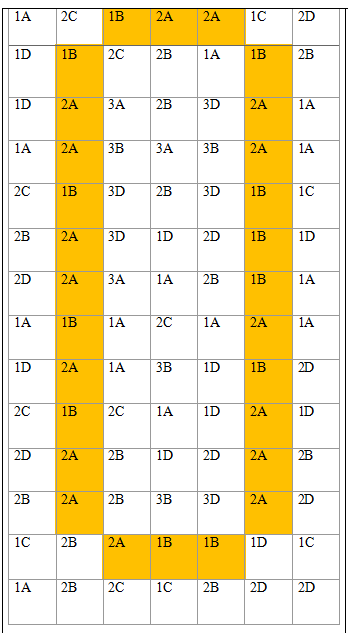 1A 2C 1B 2A 2A 1C 2D
1D 1B 2C 2B 1A 1B 2B
1D 2A 3A 2B 3D 2A 1A
1A 2A 3B 3A 3B 2A 1A
2C 1B 3D 2B 3D 1B 1C
2B 2A 3D 1D 2D 1B 1D
2D 2A 3A 1A 2B 1B 1A
1A 1B 1A 2C 1A 2A 1A
1D 2A 1A 3B 1D 1B 2D
2C 1B 2C 1A 1D 2A 1D
2D 2A 2B 1D 2D 2A 2B
2B 2A 2B 3B 3D 2A 2D
1C 2B 2A 1B 1B 1D 1C
1A 2B 2C 1C 2B 2D 2D